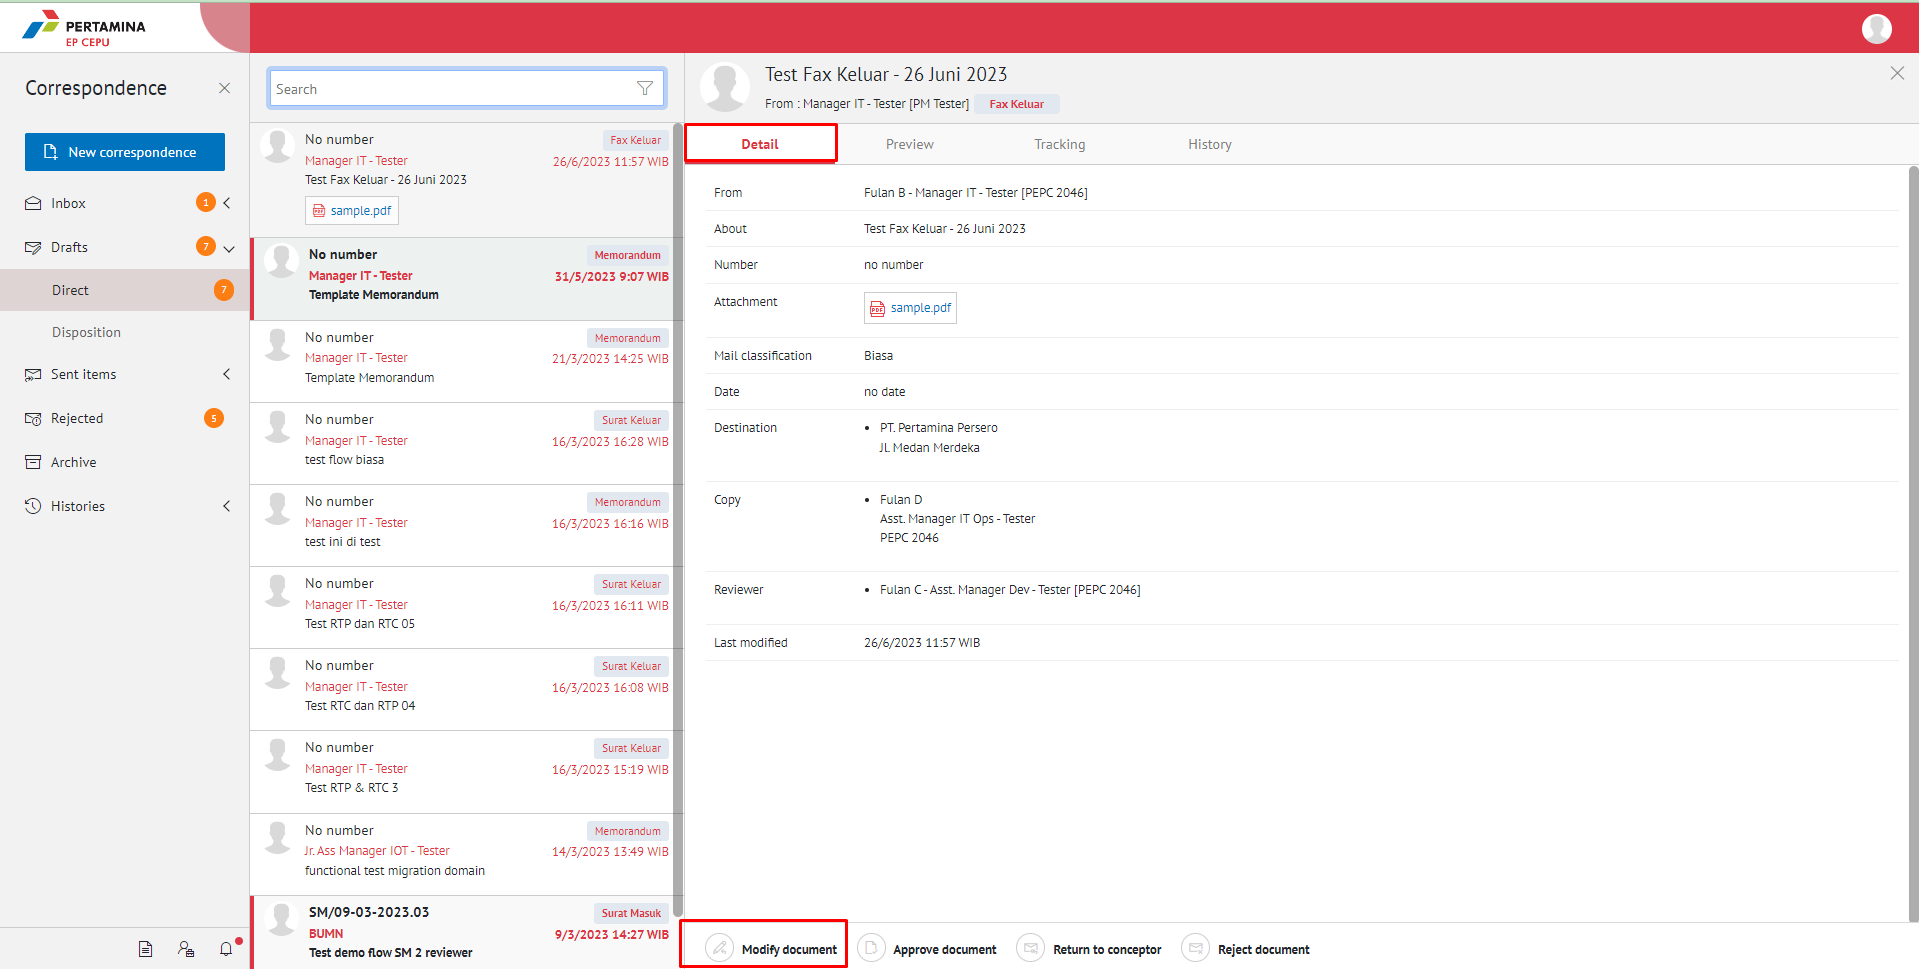 PERTAMINA
EP CEPU
Correspondence
New correspondence
Inbox
1
Drafts
7
Direct
7
Disposition
Sent items
Rejected
5
Archive
Histories
Search
No number
Fax Keluar
Manager IT - Tester
26/6/2023 11:57 WIB
Test Fax Keluar - 26 Juni 2023
PDF
sample.pdf
No number
Memorandum
Manager IT - Tester
31/5/2023 9:07 WIB
Template Memorandum
No number
Memorandum
Manager IT - Tester
21/3/2023 14:25 WIB
Template Memorandum
No number
Surat Keluar
Manager IT - Tester
16/3/2023 16:28 WIB
test flow biasa
No number
Memorandum
Manager IT - Tester
16/3/2023 16:16 WIB
test ini di test
No number
Surat Keluar
Manager IT - Tester
16/3/2023 16:11 WIB
Test RTP dan RTC 05
No number
Surat Keluar
Manager IT - Tester
16/3/2023 16:08 WIB
Test RTC dan RTP 04
No number
Surat Keluar
Manager IT - Tester
16/3/2023 15:19 WIB
Test RTP & RTC 3
No number
Memorandum
Jr. Ass Manager IOT - Tester
14/3/2023 13:49 WIB
functional test migration domain
SM/09-03-2023.03
Surat Masuk
BUMN
9/3/2023 14:27 WIB
Test demo flow SM 2 reviewer
Test Fax Keluar - 26 Juni 2023
From : Manager IT - Tester [PM Tester]
Fax Keluar
Detail
Preview
Tracking
History
From
Fulan B - Manager IT - Tester [PEPC 2046]
About
Test Fax Keluar - 26 Juni 2023
Number
no number
Attachment
PDF
sample.pdf
Mail classification
Biasa
Date
no date
Destination
• PT. Pertamina Persero
Jl. Medan Merdeka
Copy
• Fulan D
Asst. Manager IT Ops - Tester
PEPC 2046
Reviewer
• Fulan C - Asst. Manager Dev - Tester [PEPC 2046]
Last modified
26/6/2023 11:57 WIB
Modify document
Approve document
Return to conceptor
Reject document